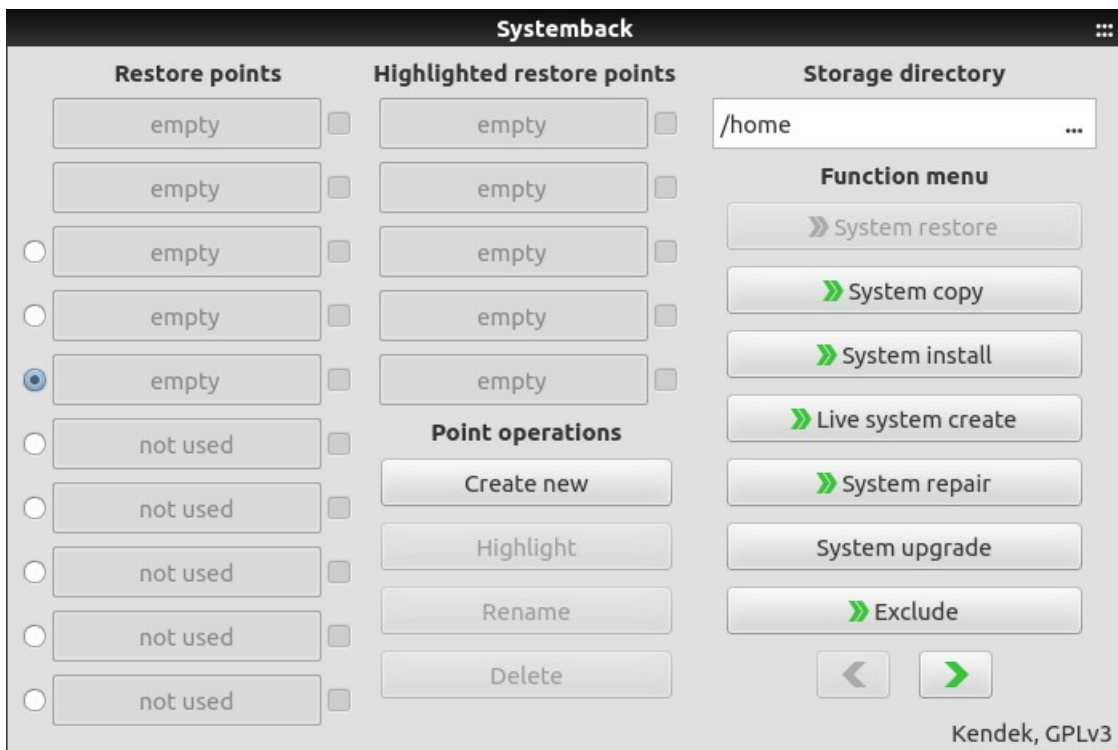 Systemback
Restore points
empty
empty
empty
empty
empty
not used
not used
not used
not used
not used
Highlighted restore points
empty
empty
empty
empty
empty
Point operations
Create new
Highlight
Rename
Delete
Storage directory
/home ...
Function menu
System restore
System copy
System install
Live system create
System repair
System upgrade
Exclude
Kendek, GPLv3